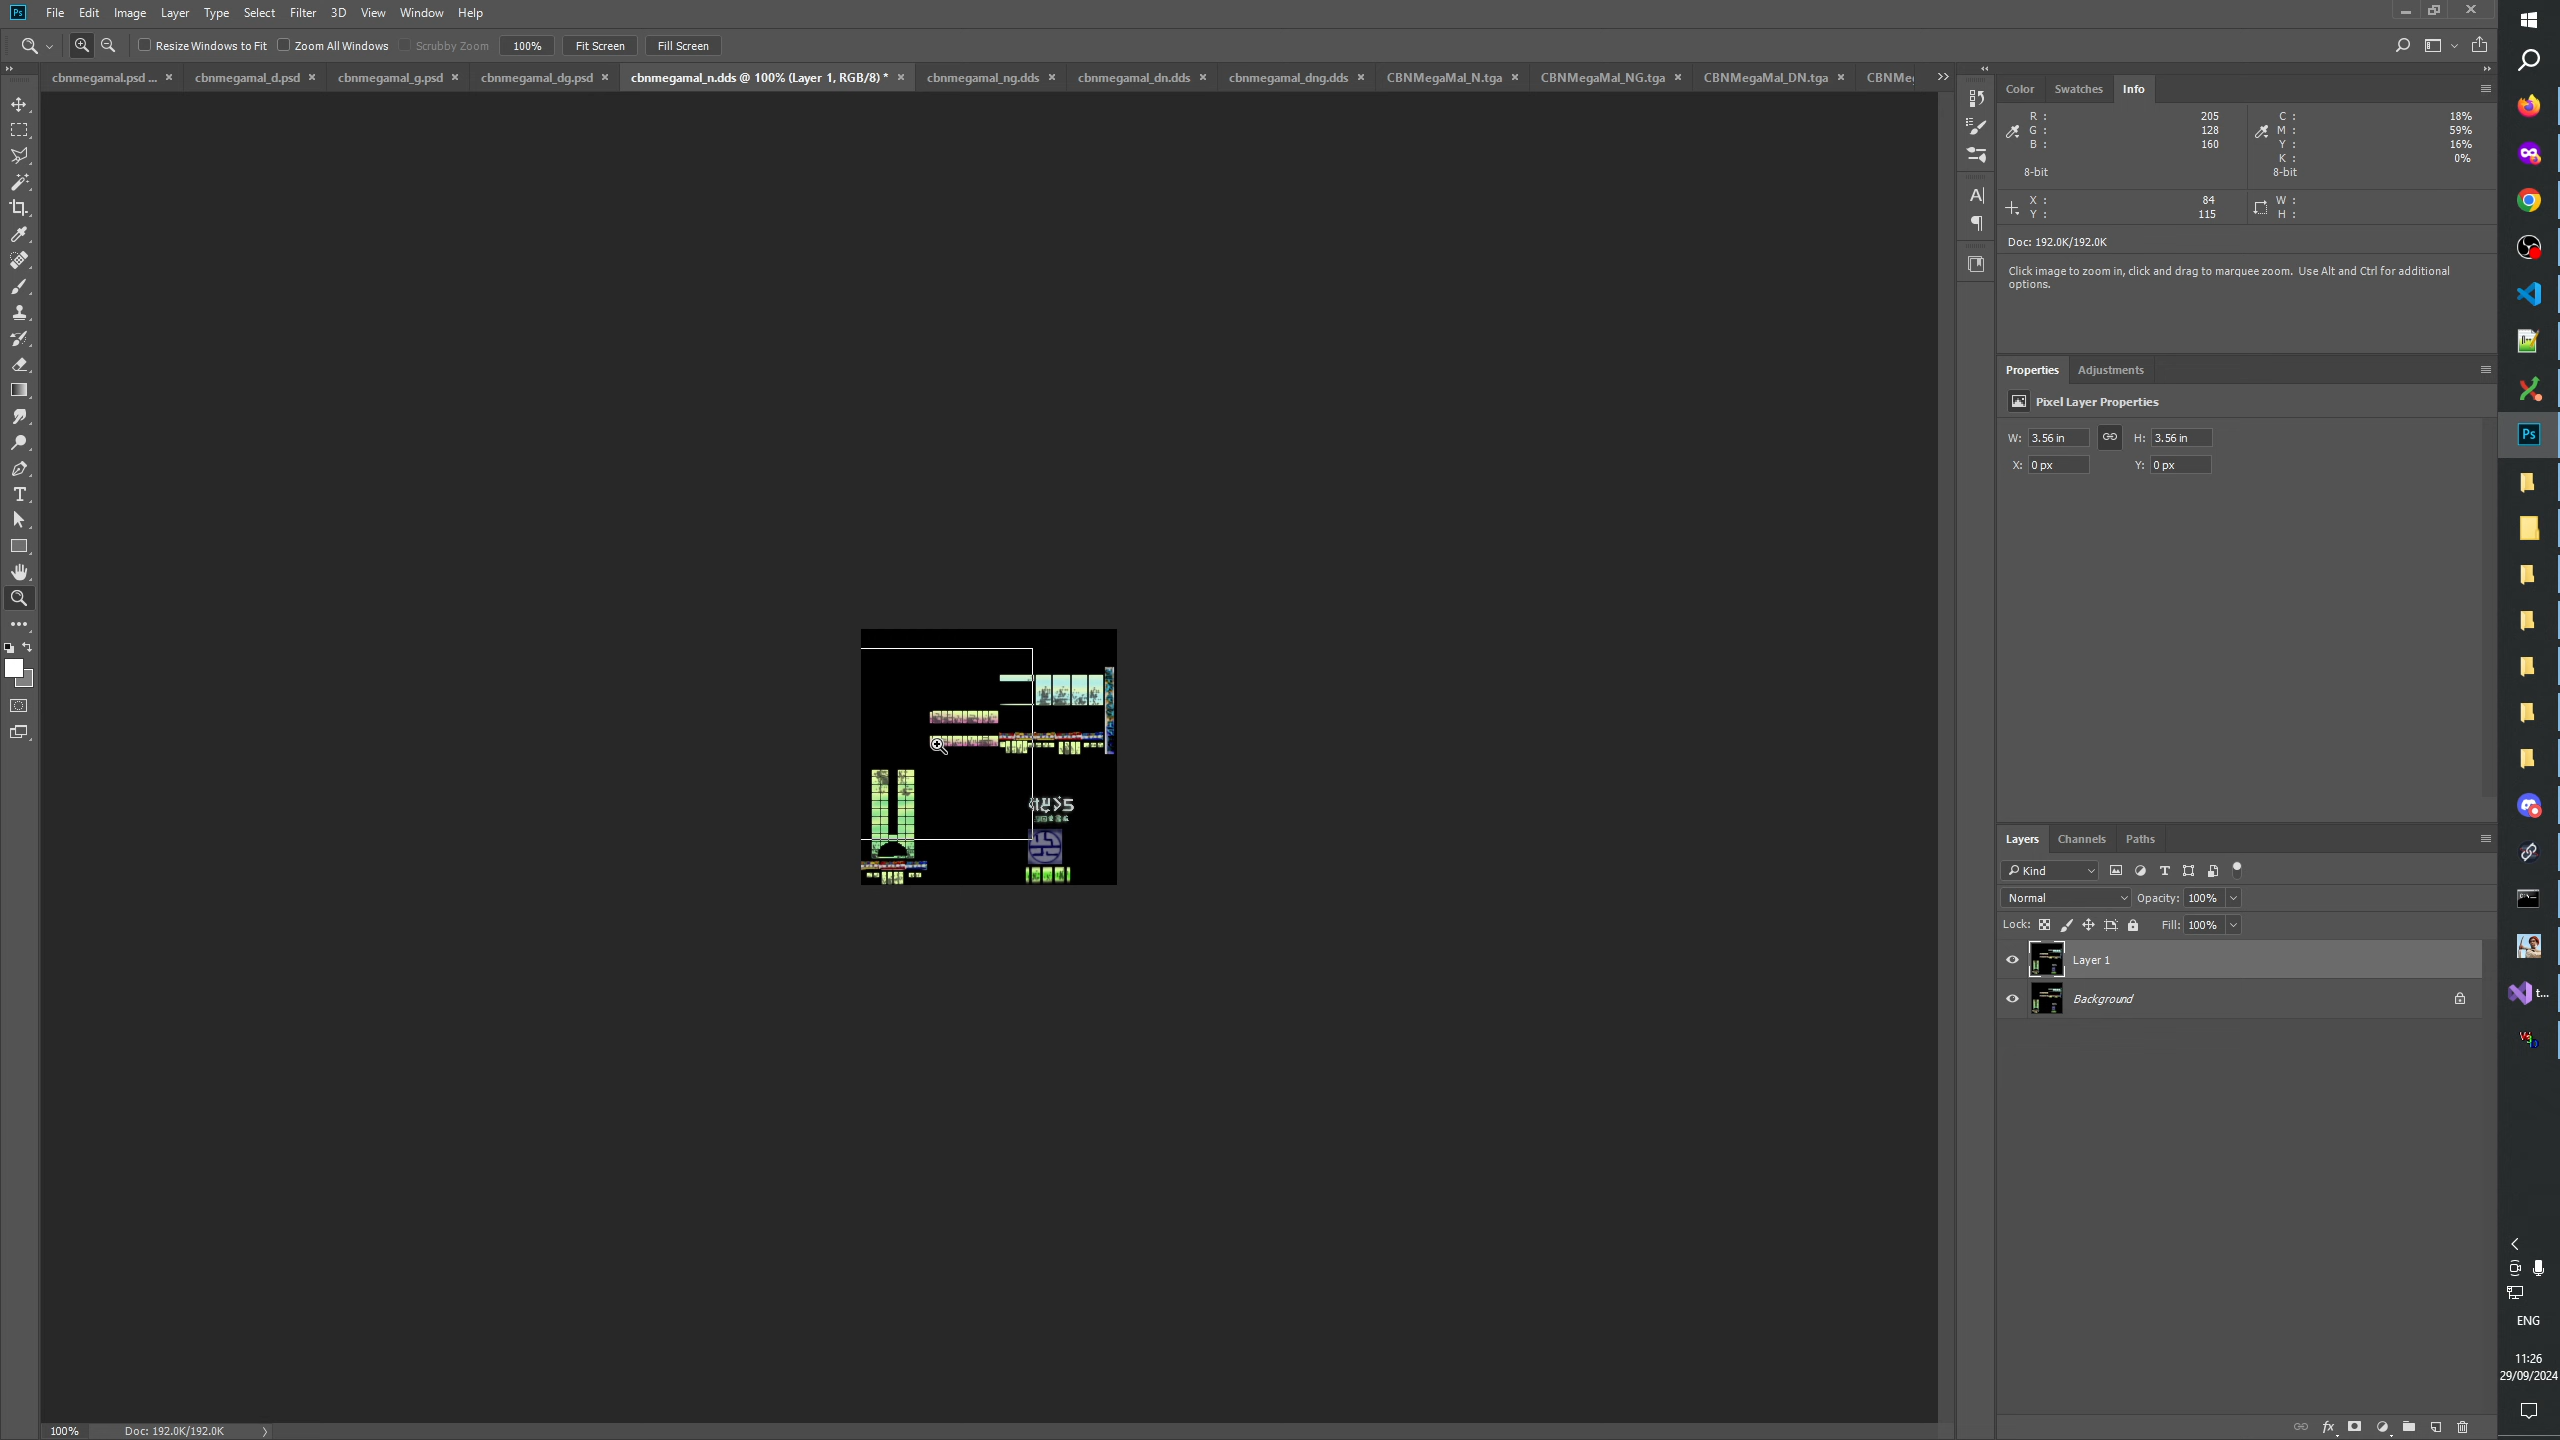 File Edit Image Layer Type Select Filter 3D View Window Help
Resize Windows to Fit Zoom All Windows Scrubby Zoom 100% Fit Screen Fill Screen
cbnmegamal.psd ... × cbnmegamal_d.psd × cbnmegamal_g.psd × cbnmegamal_dg.psd × cbnmegamal_n.dds @ 100% (Layer 1, RGB/8) * × cbnmegamal_ng.dds × cbnmegamal_dn.dds × cbnmegamal_dng.dds × CBNMegaMal_N.tga × CBNMegaMal_NG.tga × CBNMegaMal_DN.tga ×
Color Swatches Info
R : 205 C : 18%
G : 128 M : 59%
B : 160 Y : 16%
K : 0%
8-bit 8-bit
X : 84 W :
Y : 115 H :
Doc: 192.0K/192.0K
Click image to zoom in, click and drag to marquee zoom. Use Alt and Ctrl for additional
options.
Properties Adjustments
Pixel Layer Properties
W: 3.56 in H: 3.56 in
X: 0 px Y: 0 px
Layers Channels Paths
Kind
Normal Opacity: 100%
Lock: Fill: 100%
Layer 1
Background
100% Doc: 192.0K/192.0K
Ps
Ps
t...
ENG
11:26
29/09/2024